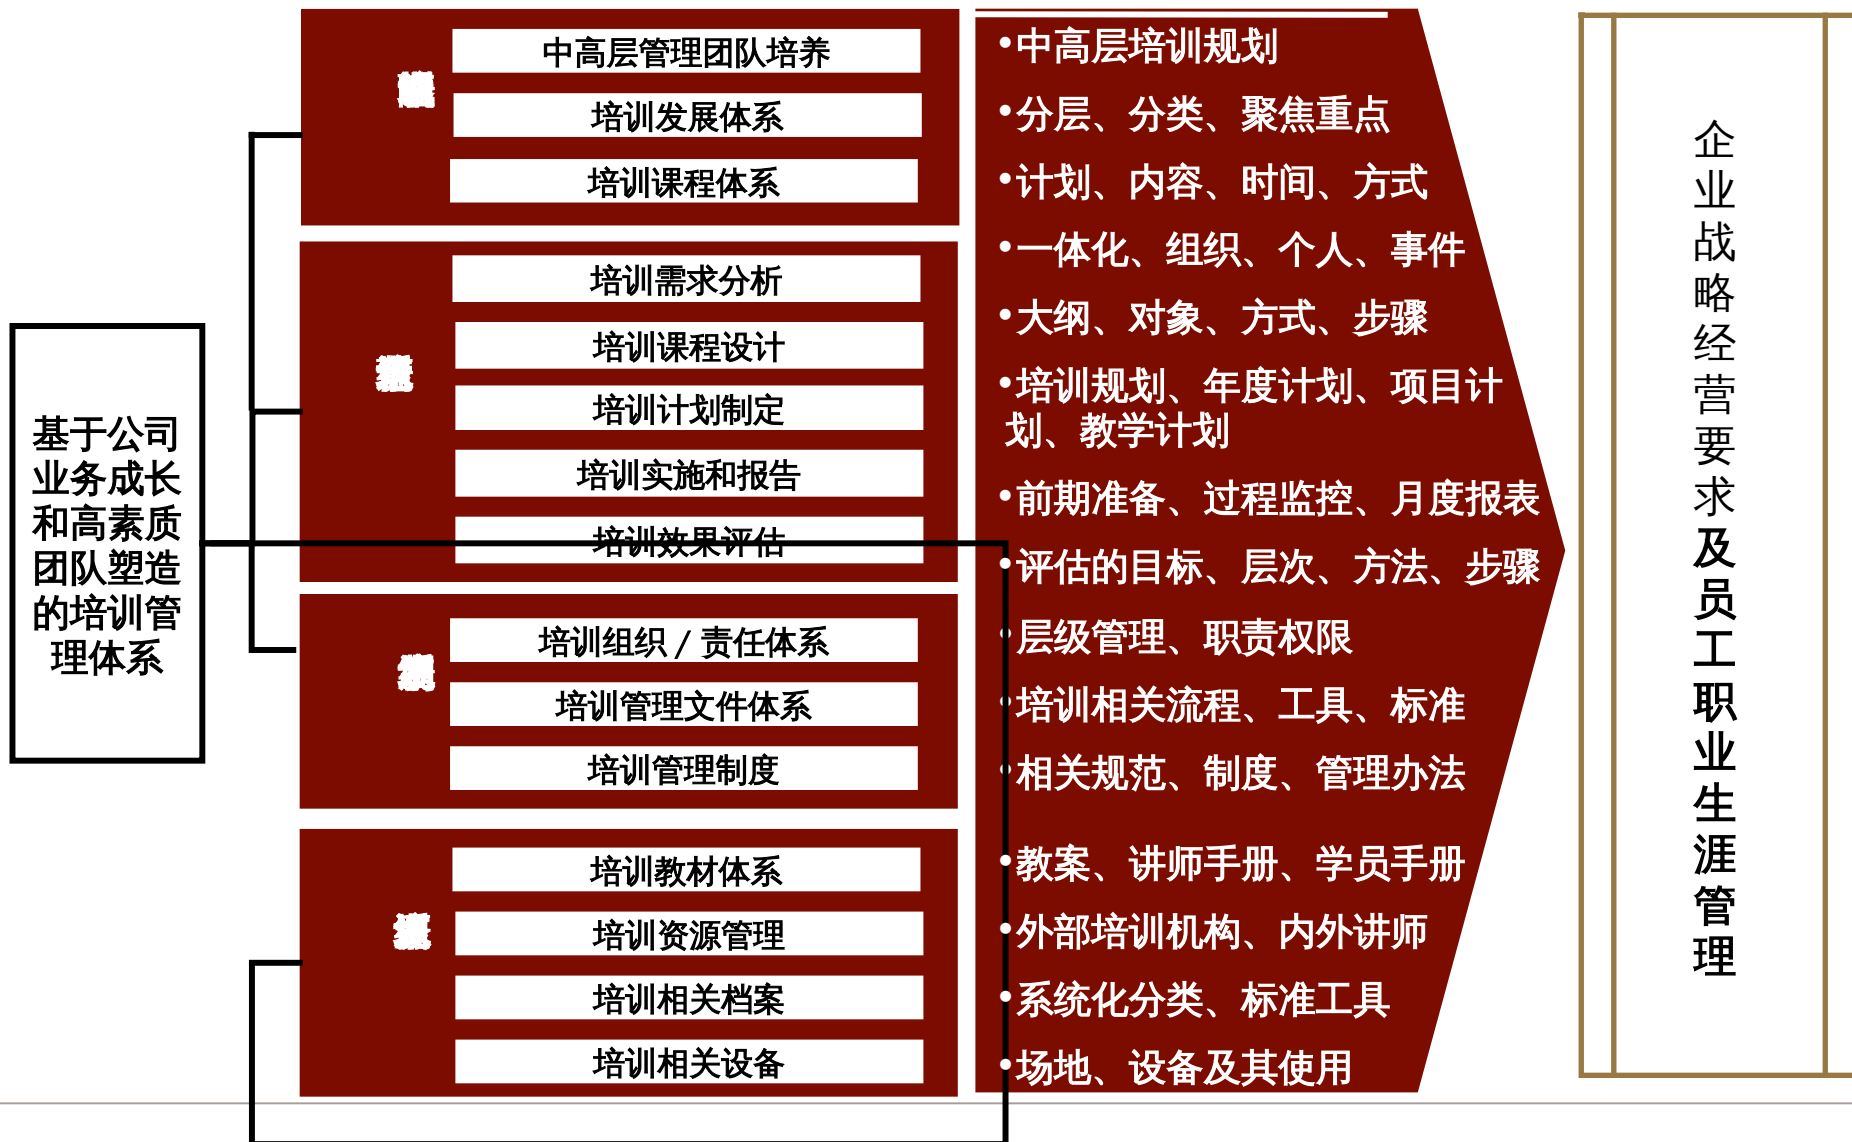 基于公司
业务成长
和高素质
团队塑造
的培训管
理体系
中高层管理团队培养
培训发展体系
培训课程体系
培训需求分析
培训课程设计
培训计划制定
培训实施和报告
培训效果评估
培训组织 / 责任体系
培训管理文件体系
培训管理制度
培训教材体系
培训资源管理
培训相关档案
培训相关设备
•中高层培训规划
•分层、分类、聚焦重点
•计划、内容、时间、方式
•一体化、组织、个人、事件
•大纲、对象、方式、步骤
•培训规划、年度计划、项目计
划、教学计划
•前期准备、过程监控、月度报表
•评估的目标、层次、方法、步骤
•层级管理、职责权限
•培训相关流程、工具、标准
•相关规范、制度、管理办法
•教案、讲师手册、学员手册
•外部培训机构、内外讲师
•系统化分类、标准工具
•场地、设备及其使用
企业战略经营要求及员工职业生涯管理